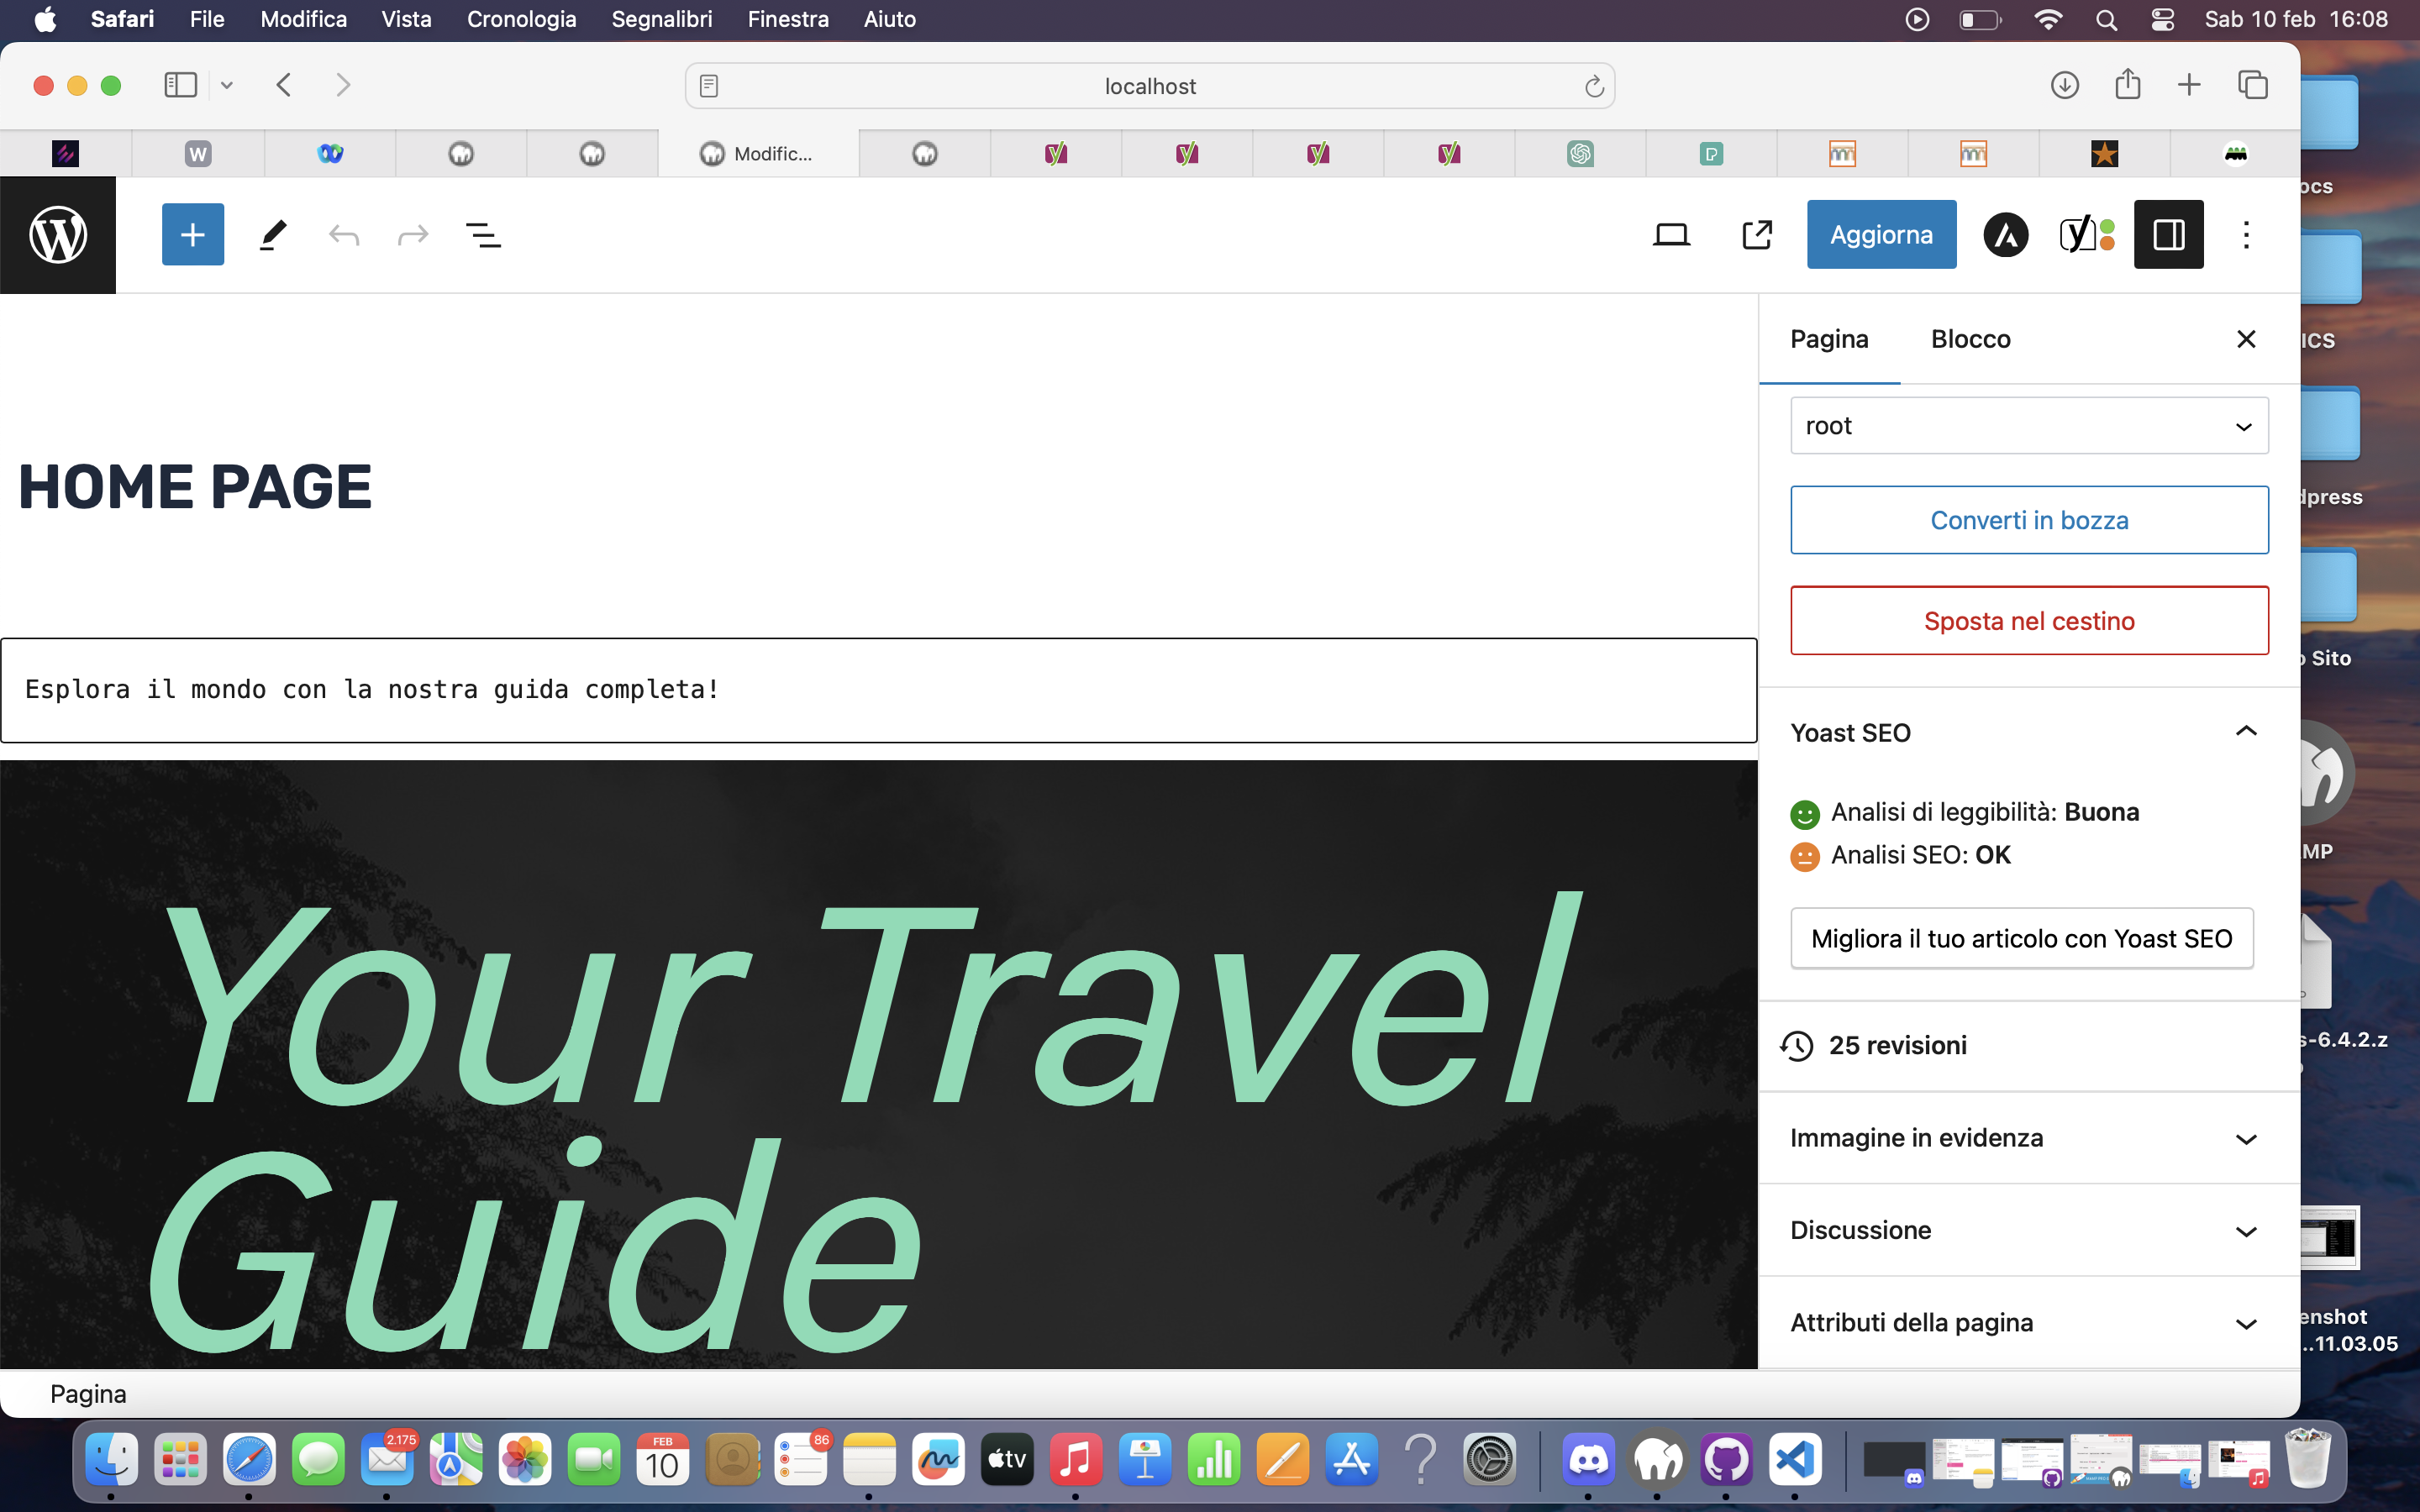 Safari File Modifica Vista Cronologia Segnalibri Finestra Aiuto Sab 10 feb 16:08
localhost
W Modific...
Aggiorna
Pagina Blocco
root
Converti in bozza
Sposta nel cestino
HOME PAGE
Esplora il mondo con la nostra guida completa!
Yoast SEO
Analisi di leggibilità: Buona
Analisi SEO: OK
Migliora il tuo articolo con Yoast SEO
25 revisioni
Immagine in evidenza
Discussione
Attributi della pagina
Your Travel
Guide
Pagina
ocs
ICS
dpress
o Sito
MP
s-6.4.2.z
enshot
..11.03.05
2.175
FEB
10
86
tv